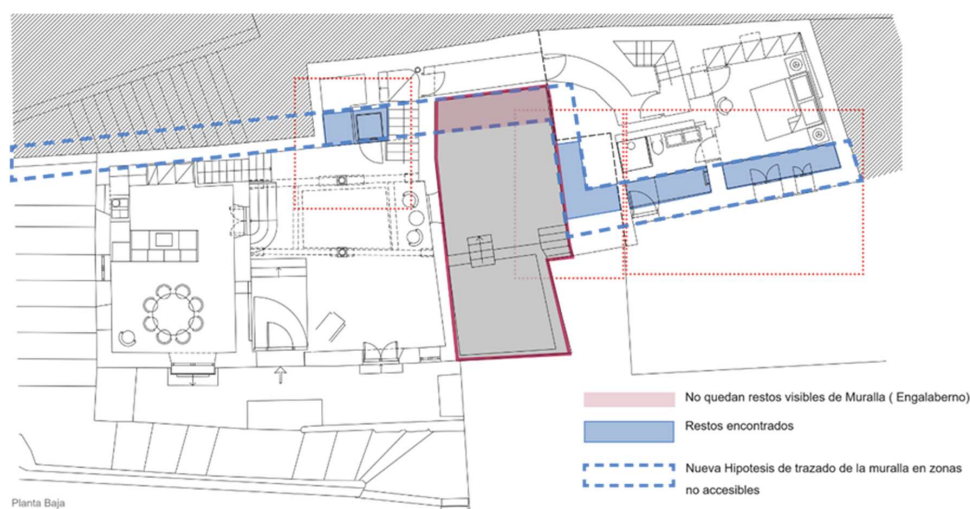 No quedan restos visibles de Muralla ( Engalaberno)
Restos encontrados
Nueva Hipotesis de trazado de la muralla en zonas
no accesibles
Planta Baja